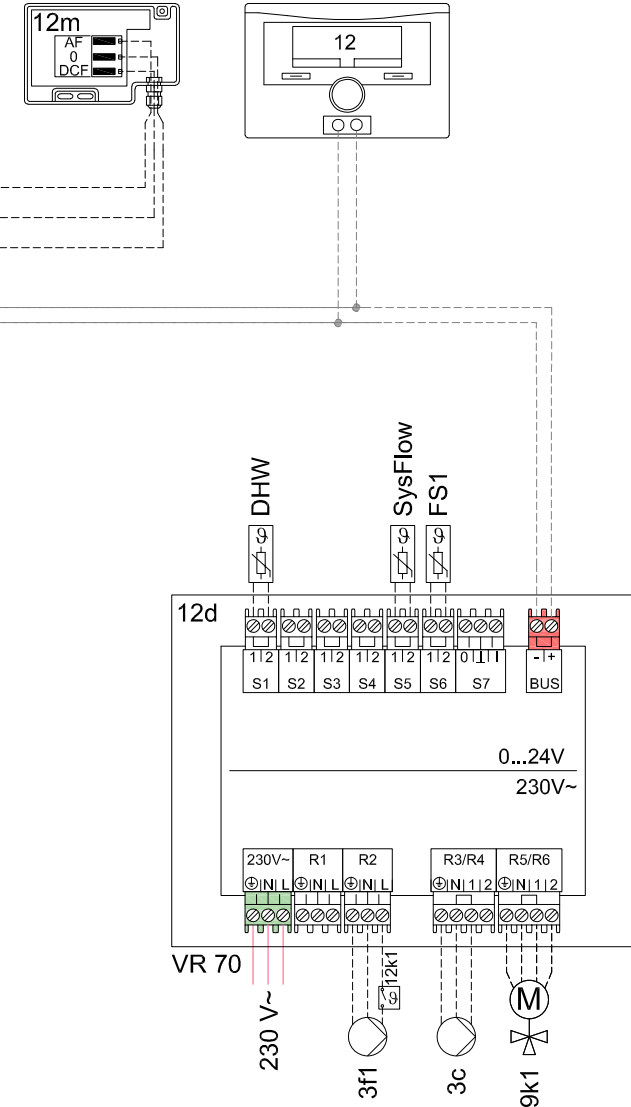 12m
AF
0
DCF
12
DHW
SysFlow
FS1
12d
1 2 1 2 1 2 1 2 1 2 1 2 0 ⊥ I - +
S1 S2 S3 S4 S5 S6 S7 BUS
0...24V
230V~
230V~ R1 R2 R3/R4 R5/R6
⏚ N L ⏚ N L ⏚ N L ⏚ N 1 2 ⏚ N 1 2
VR 70
12k1
ϑ
M
230 V~
3f1
3c
9k1